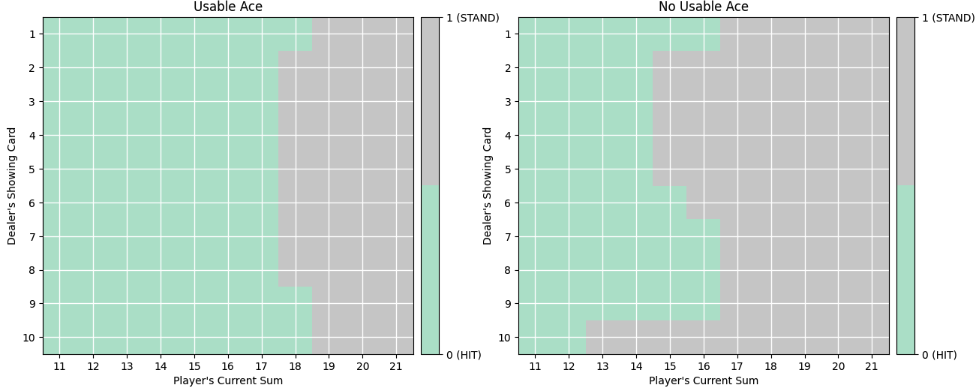 Usable Ace
Dealer's Showing Card
1
2
3
4
5
6
7
8
9
10
11 12 13 14 15 16 17 18 19 20 21
Player's Current Sum
1 (STAND)
0 (HIT)
No Usable Ace
Dealer's Showing Card
1
2
3
4
5
6
7
8
9
10
11 12 13 14 15 16 17 18 19 20 21
Player's Current Sum
1 (STAND)
0 (HIT)